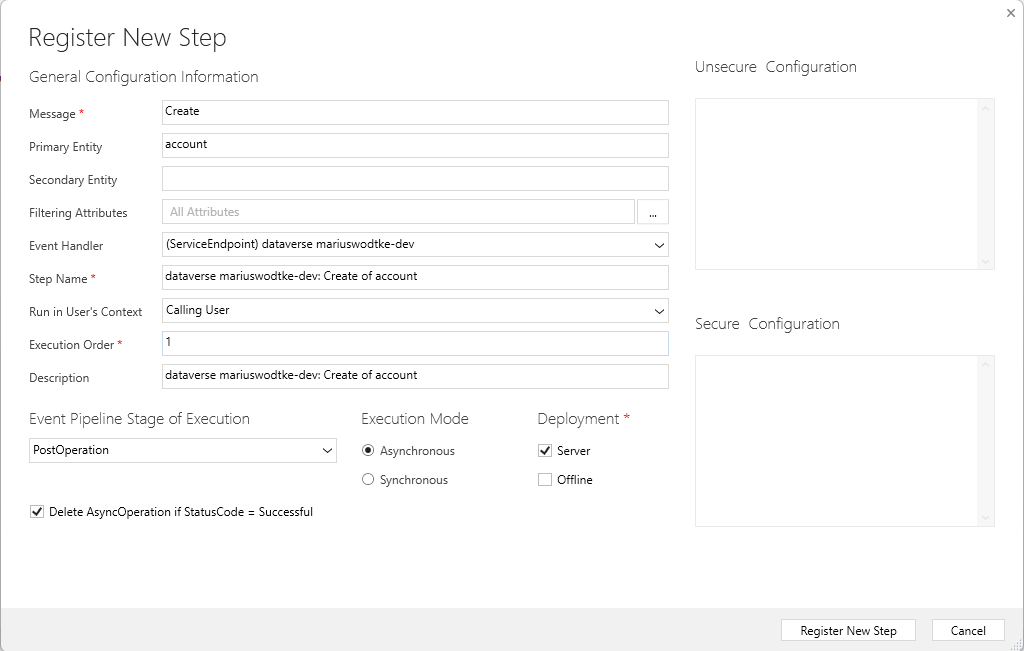 Register New Step
General Configuration Information
Message *
Create
Primary Entity
account
Secondary Entity
Filtering Attributes
All Attributes
...
Event Handler
(ServiceEndpoint) dataverse mariuswodtke-dev
Step Name *
dataverse mariuswodtke-dev: Create of account
Run in User's Context
Calling User
Execution Order *
1
Description
dataverse mariuswodtke-dev: Create of account
Event Pipeline Stage of Execution
PostOperation
Execution Mode
Asynchronous
Synchronous
Deployment *
Server
Offline
Delete AsyncOperation if StatusCode = Successful
Unsecure Configuration
Secure Configuration
Register New Step
Cancel